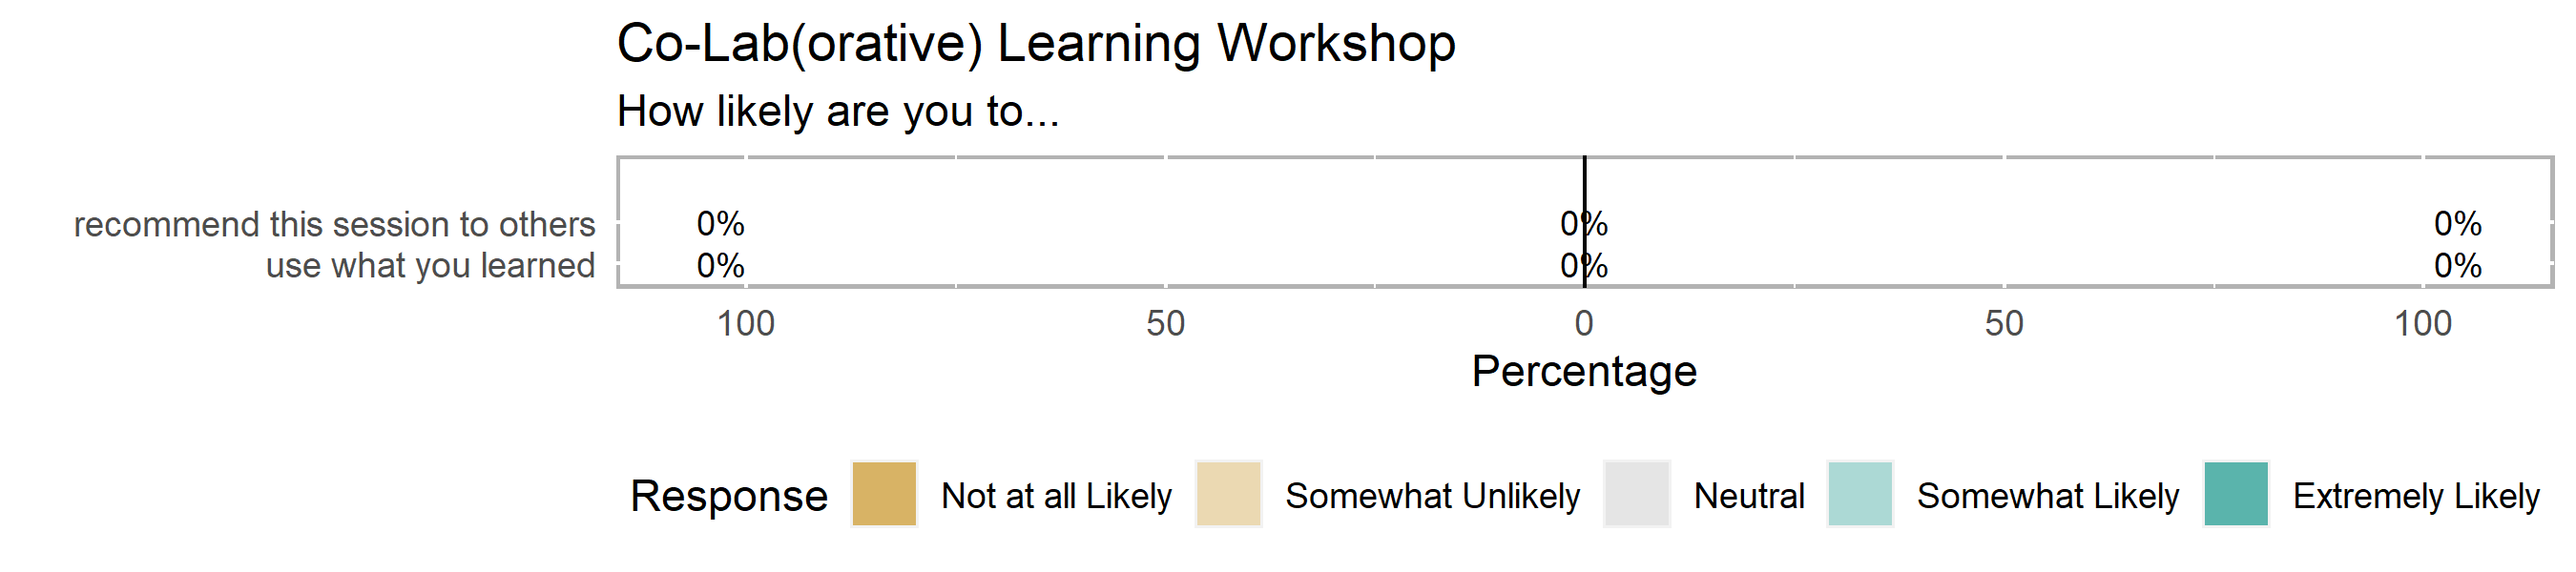 Co-Lab(orative) Learning Workshop
How likely are you to...
recommend this session to others 0% 0% 0%
use what you learned 0% 0% 0%
100 50 0 50 100
Percentage
Response Not at all Likely Somewhat Unlikely Neutral Somewhat Likely Extremely Likely